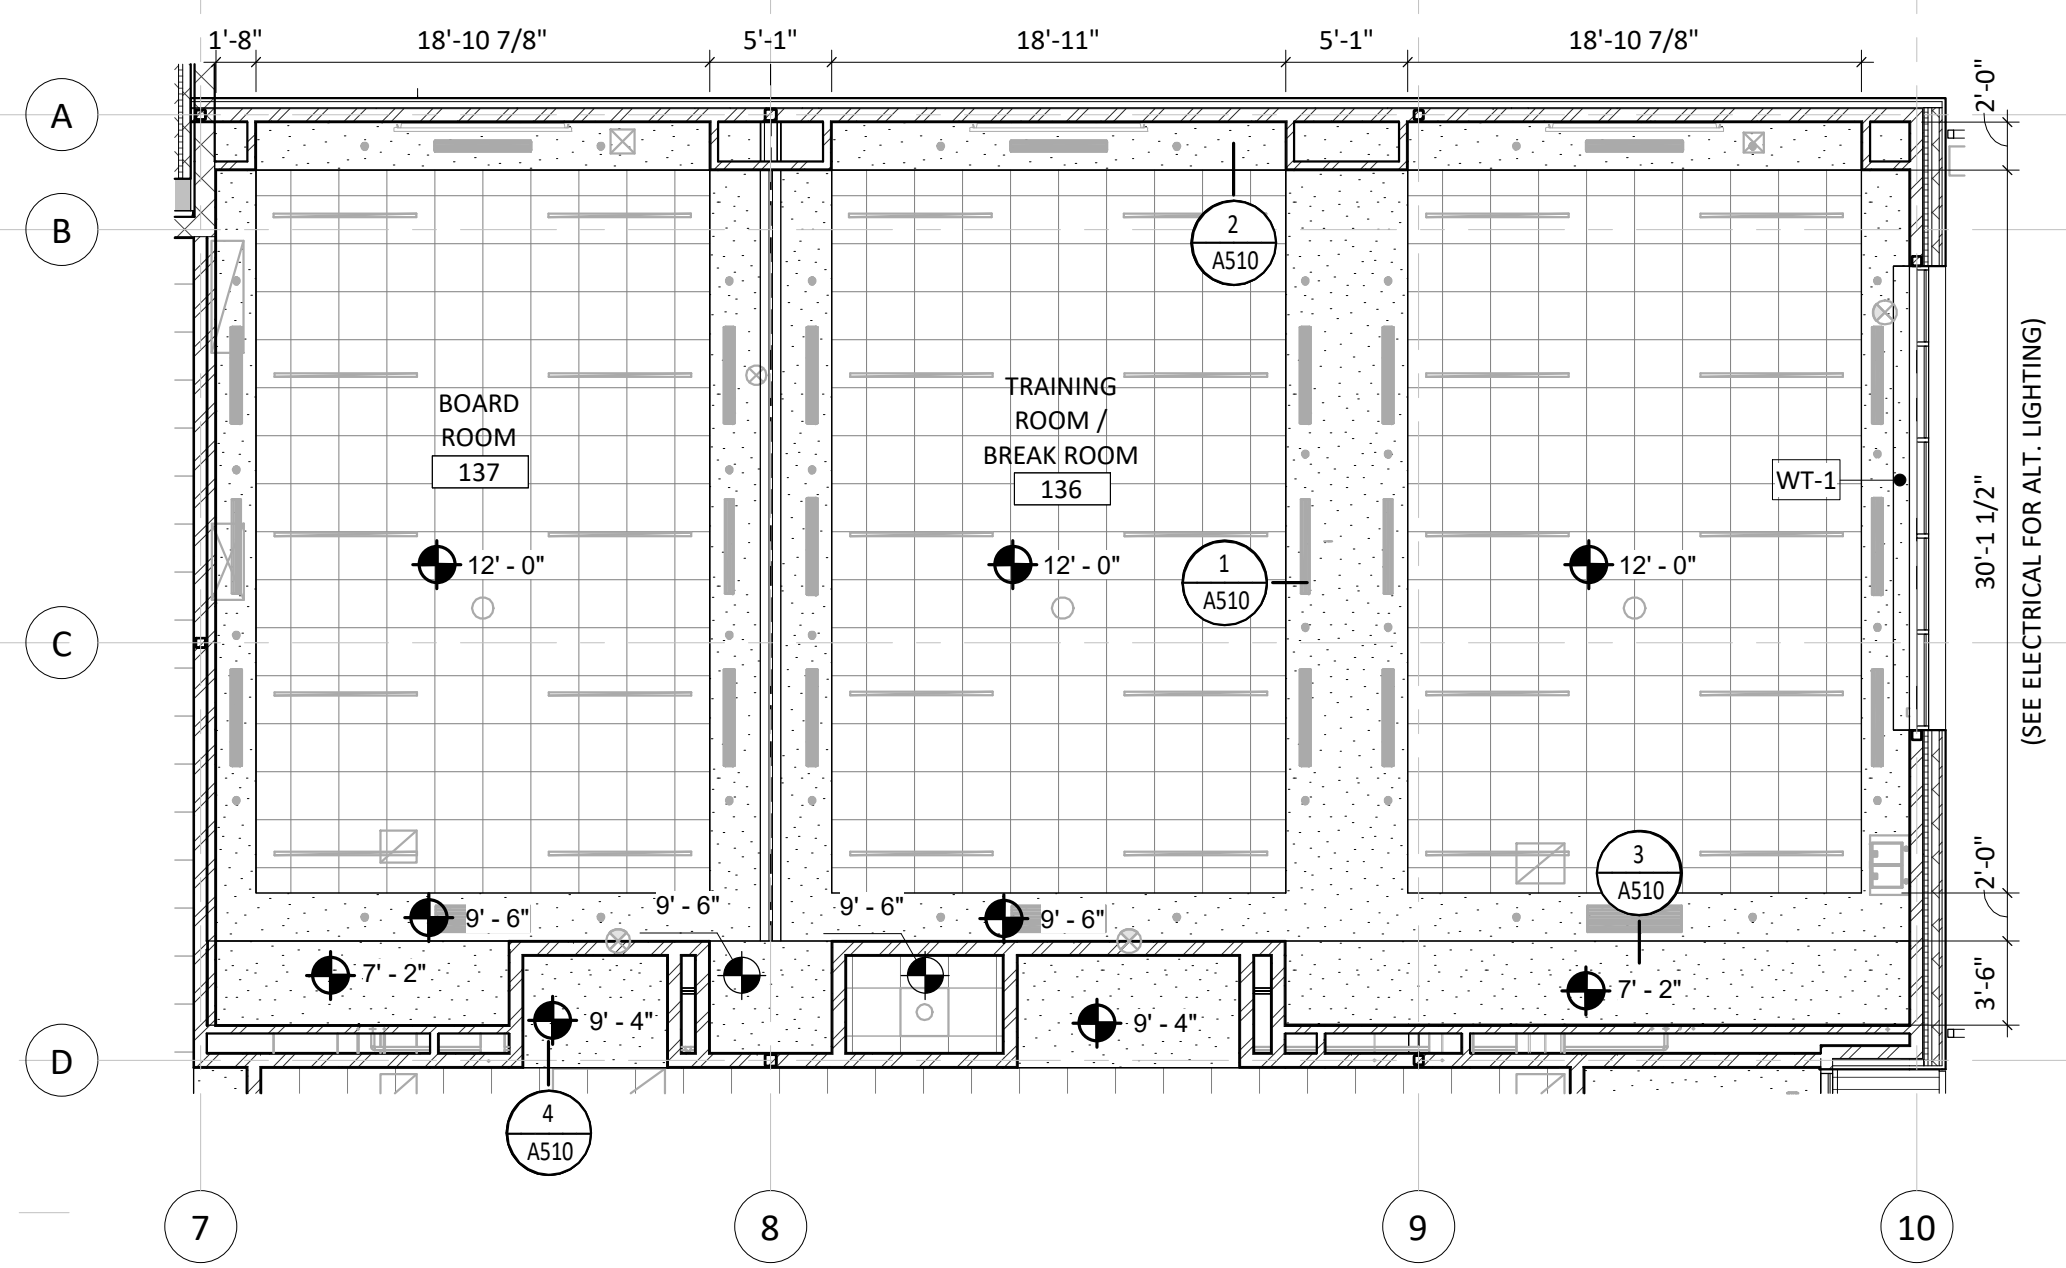 1'-8"
18'-10 7/8"
5'-1"
18'-11"
5'-1"
18'-10 7/8"
2'-0"
A
B
2
A510
(SEE ELECTRICAL FOR ALT. LIGHTING)
BOARD
ROOM
137
TRAINING
ROOM /
BREAK ROOM
136
WT-1
30'-1 1/2"
12' - 0"
12' - 0"
12' - 0"
1
A510
C
3
A510
2'-0"
9' - 6"
9' - 6"
9' - 6"
9' - 6"
7' - 2"
7' - 2"
3'-6"
9' - 4"
9' - 4"
D
4
A510
7
8
9
10